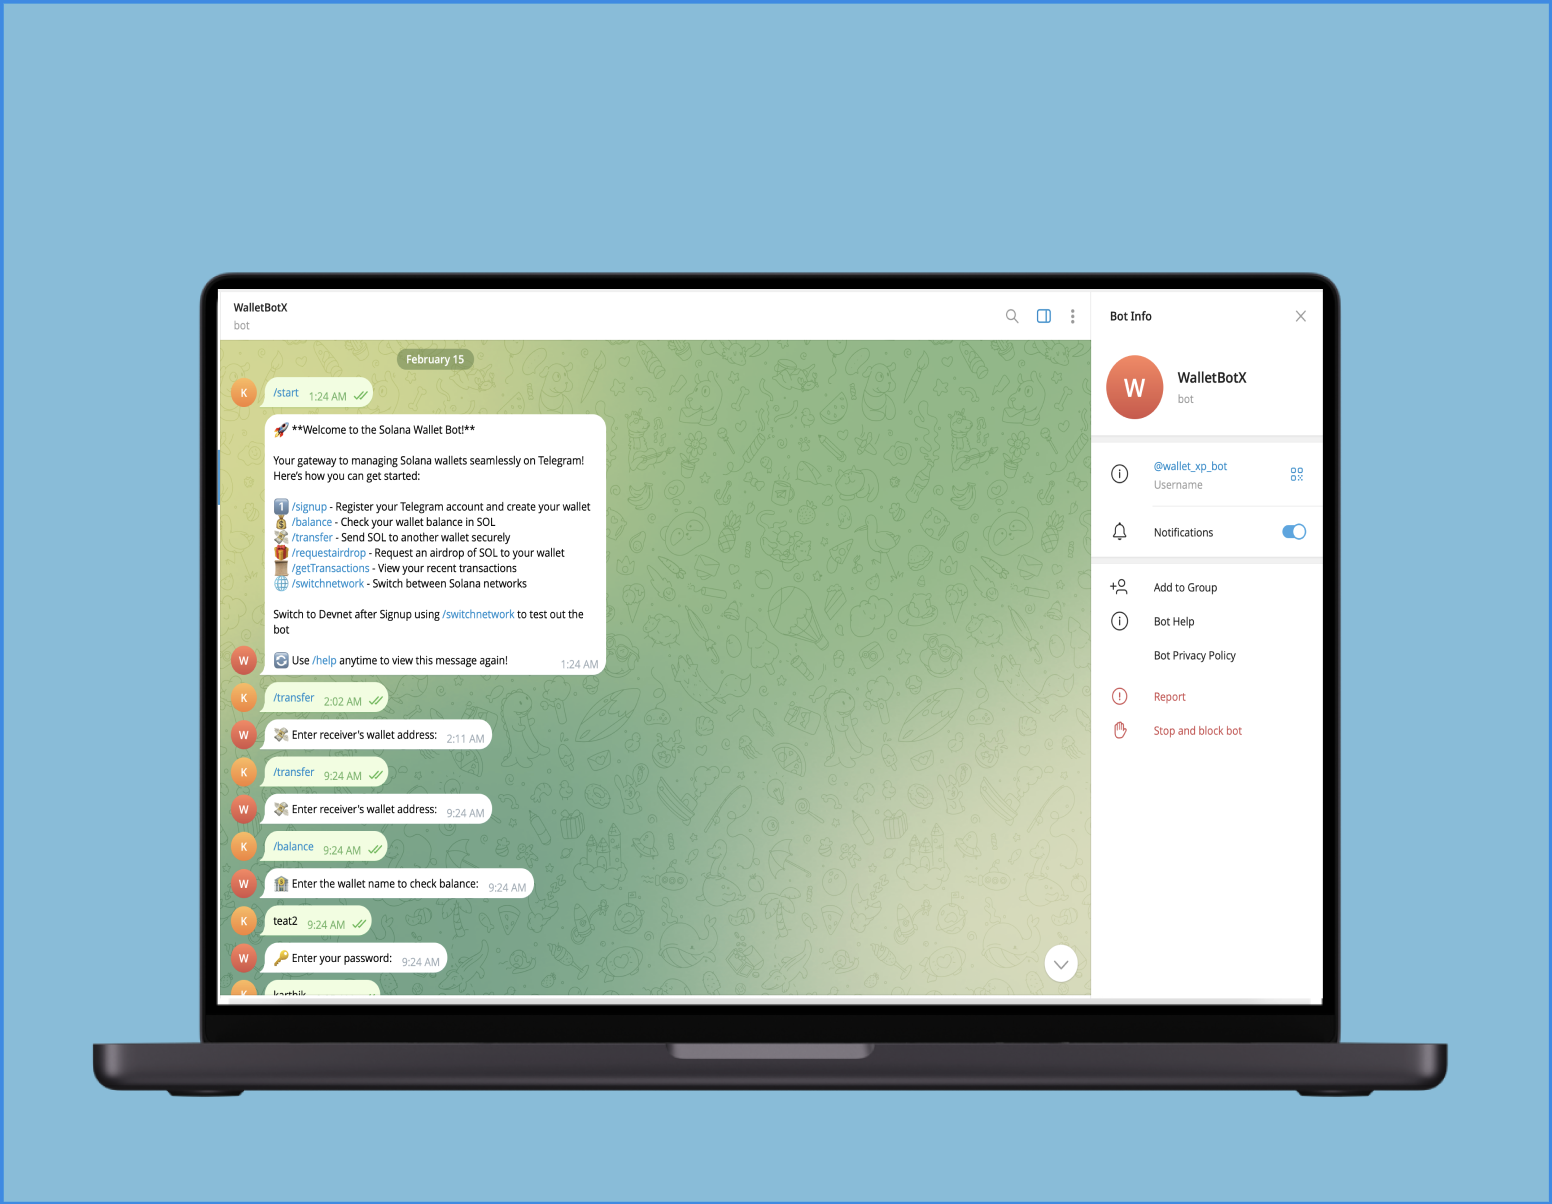 WalletBotX
bot
February 15
K
/start 1:24 AM
🚀 **Welcome to the Solana Wallet Bot!**
Your gateway to managing Solana wallets seamlessly on Telegram!
Here's how you can get started:
1️⃣ /signup - Register your Telegram account and create your wallet
💰 /balance - Check your wallet balance in SOL
💸 /transfer - Send SOL to another wallet securely
🎁 /requestairdrop - Request an airdrop of SOL to your wallet
📜 /getTransactions - View your recent transactions
🌐 /switchnetwork - Switch between Solana networks
Switch to Devnet after Signup using /switchnetwork to test out the
bot
W
🔄 Use /help anytime to view this message again! 1:24 AM
K
/transfer 2:02 AM
W
💸 Enter receiver's wallet address: 2:11 AM
K
/transfer 9:24 AM
W
💸 Enter receiver's wallet address: 9:24 AM
K
/balance 9:24 AM
W
🏦 Enter the wallet name to check balance: 9:24 AM
K
teat2 9:24 AM
W
🔑 Enter your password: 9:24 AM
K
karthik
Bot Info
W
WalletBotX
bot
@wallet_xp_bot
Username
Notifications
Add to Group
Bot Help
Bot Privacy Policy
Report
Stop and block bot